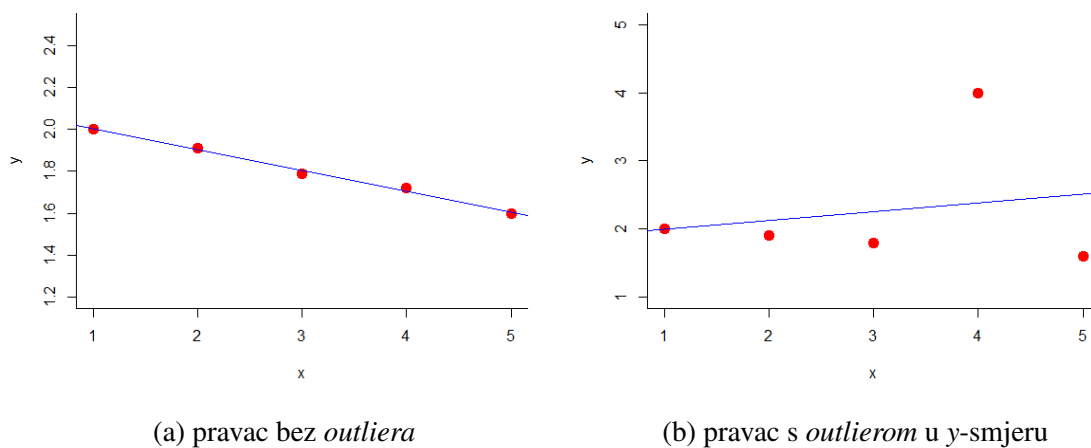 2.4
2.2
2.0
1.8
1.6
1.4
1.2
y
1 2 3 4 5
x
(a) pravac bez outliera
5
4
3
2
1
y
1 2 3 4 5
x
(b) pravac s outlierom u y-smjeru